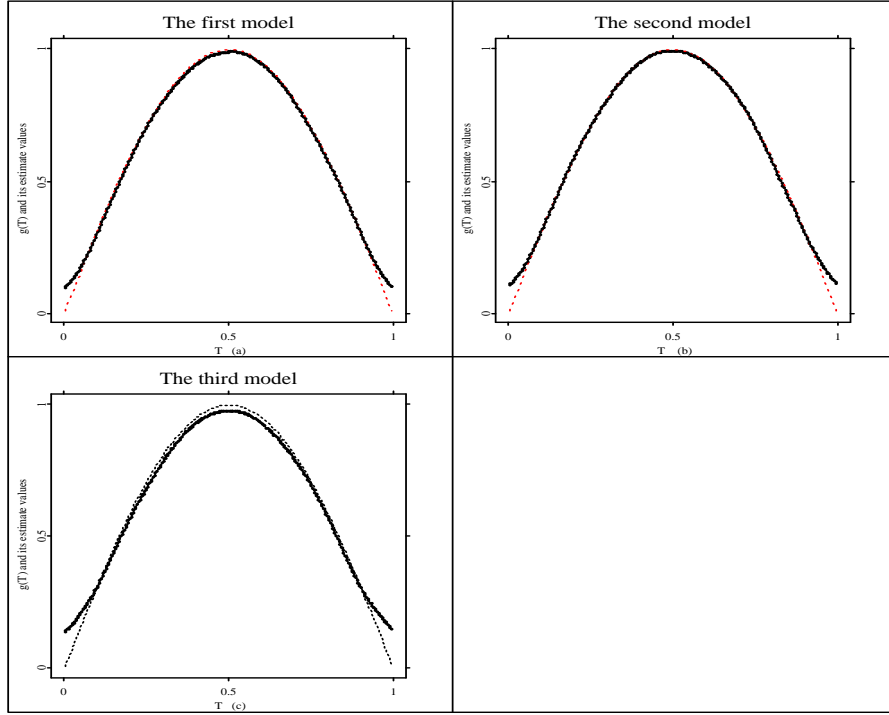 The first model
g(T) and its estimate values
1
0.5
0
0 0.5 1
T (a)
The second model
g(T) and its estimate values
1
0.5
0
0 0.5 1
T (b)
The third model
g(T) and its estimate values
1
0.5
0
0 0.5 1
T (c)